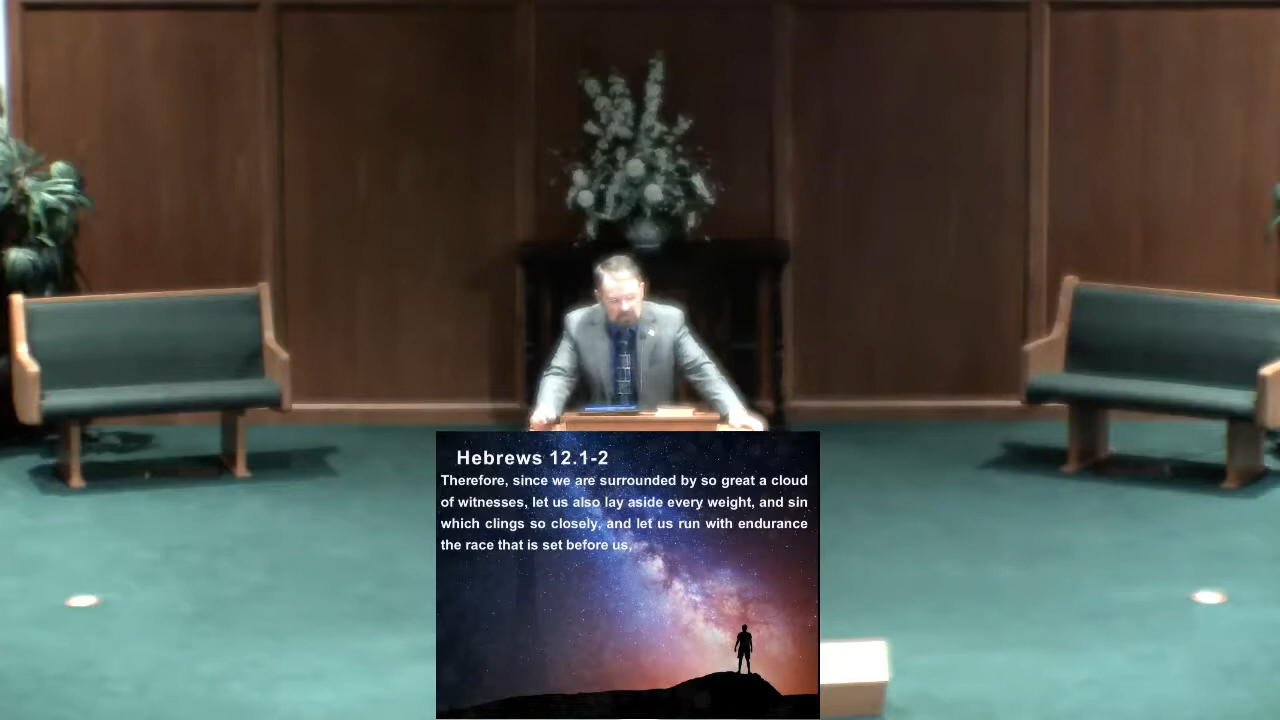 Hebrews 12.1-2
Therefore, since we are surrounded by so great a cloud
of witnesses, let us also lay aside every weight, and sin
which clings so closely, and let us run with endurance
the race that is set before us,